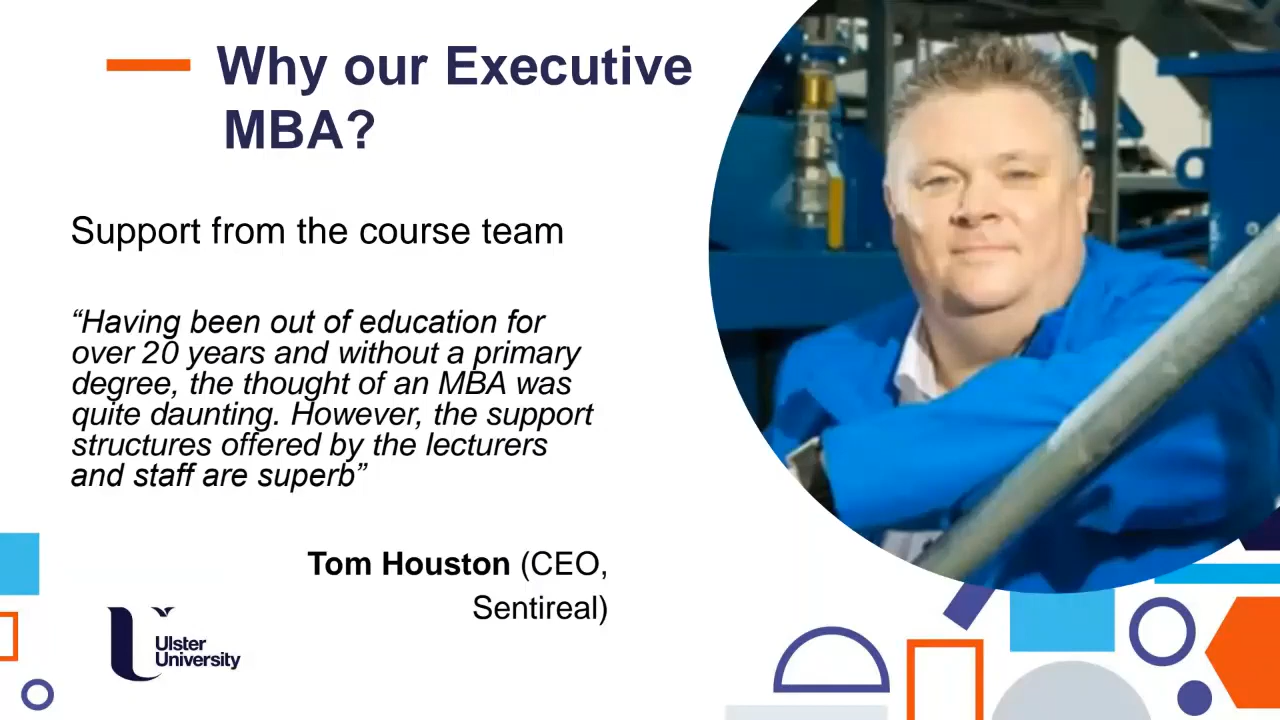 Why our Executive
MBA?
Support from the course team
“Having been out of education for
over 20 years and without a primary
degree, the thought of an MBA was
quite daunting. However, the support
structures offered by the lecturers
and staff are superb”
Tom Houston (CEO,
Sentireal)
Ulster
University